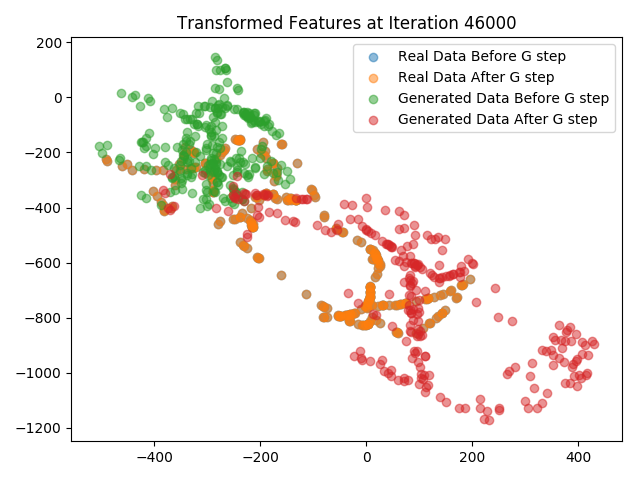 Transformed Features at Iteration 46000
Real Data Before G step
Real Data After G step
Generated Data Before G step
Generated Data After G step
200
0
−200
−400
−600
−800
−1000
−1200
−400 −200 0 200 400